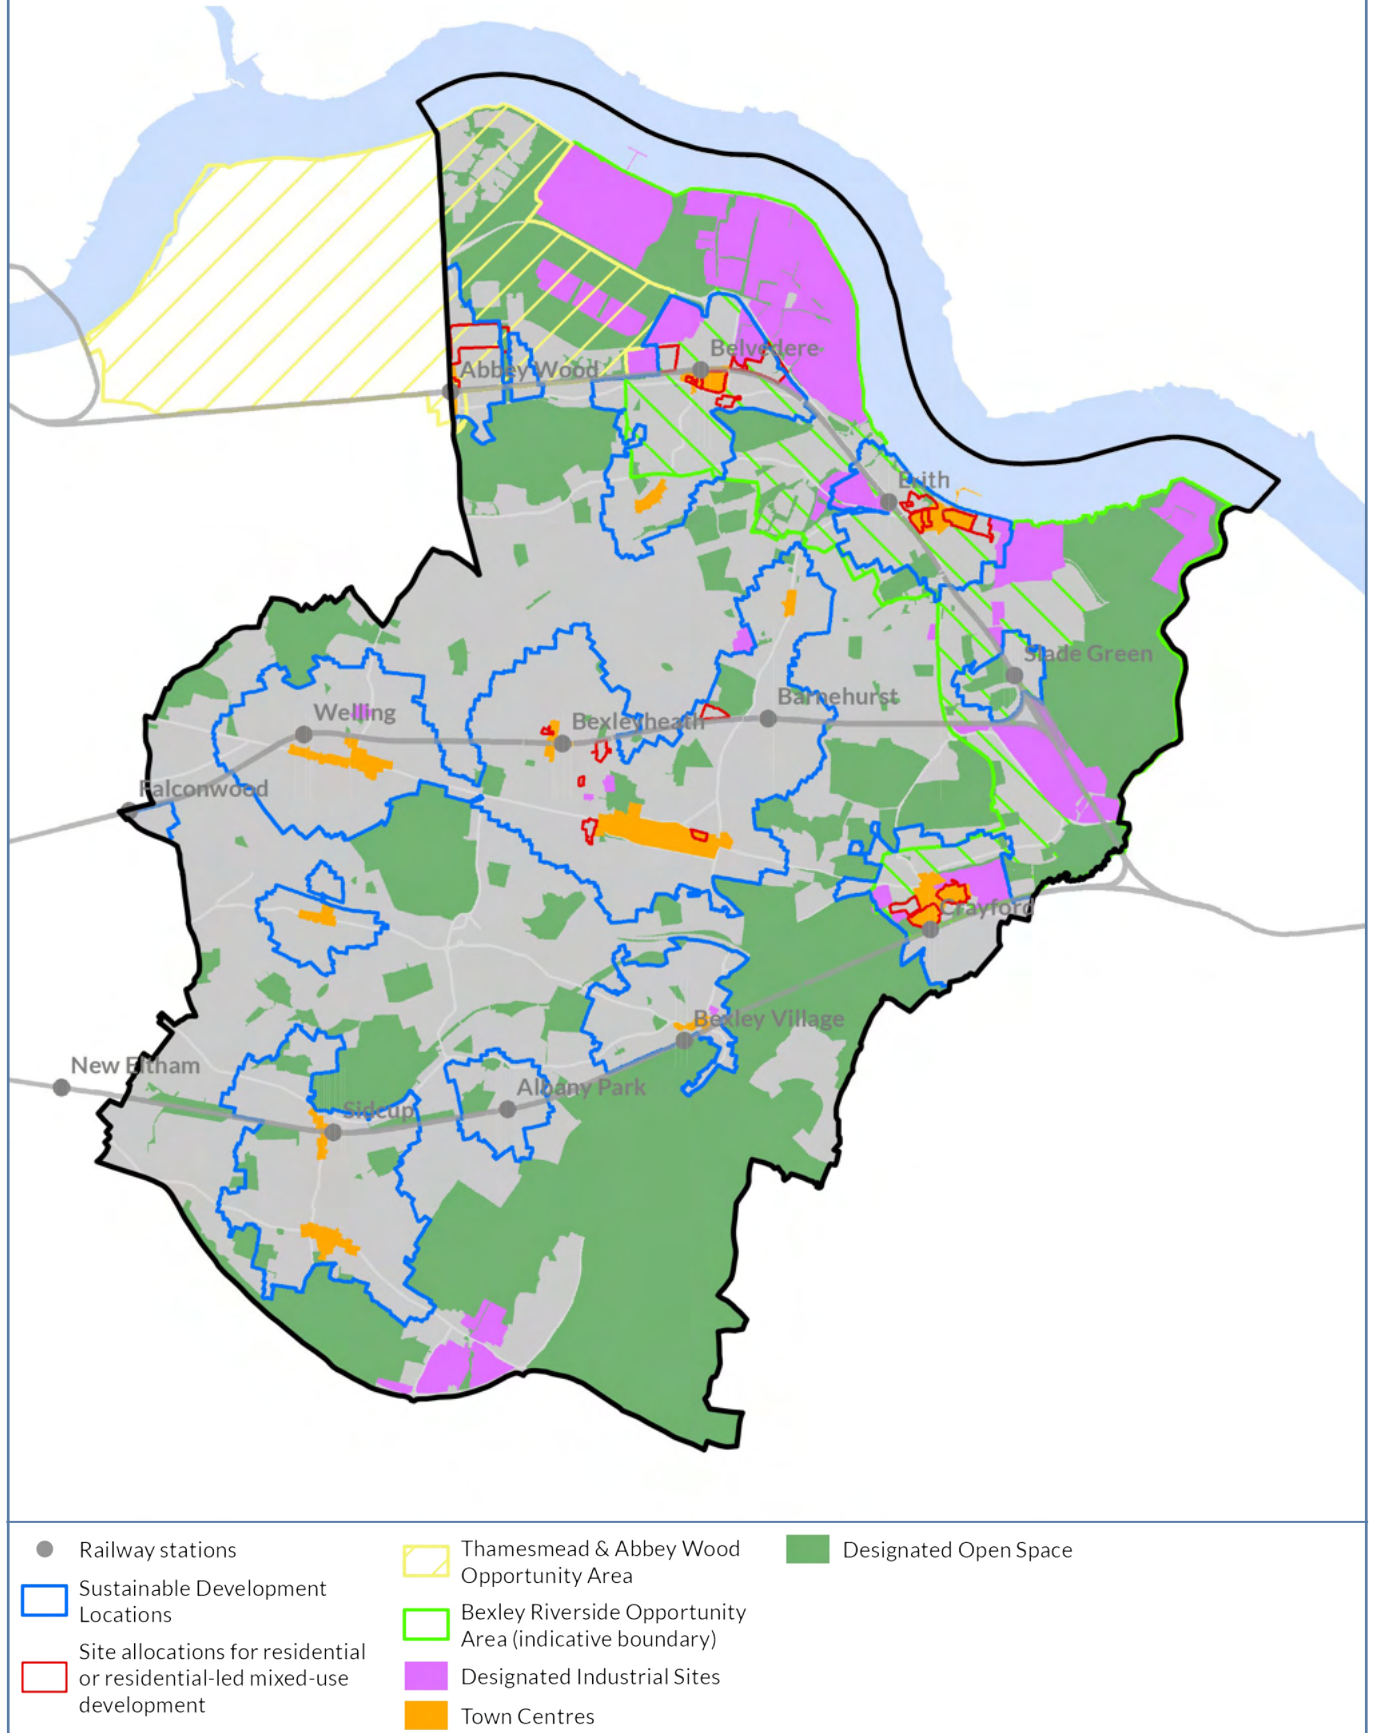 Belvedere
Abbey Wood
Erith
Slade Green
Barnehurst
Welling
Bexleyheath
Falconwood
Crayford
Bexley Village
New Eltham
Albany Park
Sidcup
Railway stations
Sustainable Development
Locations
Site allocations for residential
or residential-led mixed-use
development
Thamesmead & Abbey Wood
Opportunity Area
Bexley Riverside Opportunity
Area (indicative boundary)
Designated Industrial Sites
Town Centres
Designated Open Space